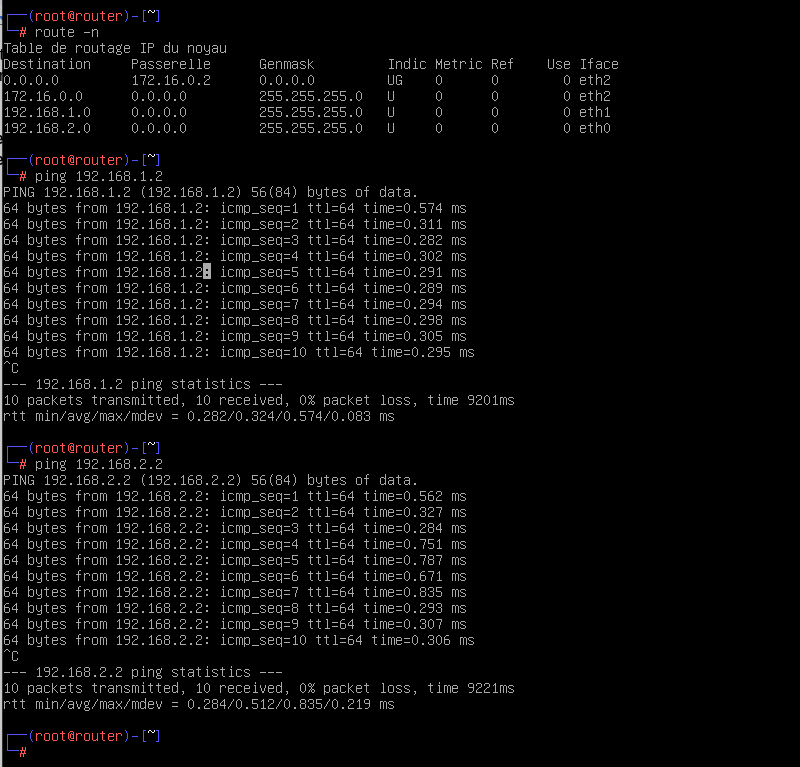 ┌──(root@router)-[~]
└─# route -n
Table de routage IP du noyau
Destination     Passerelle      Genmask         Indic Metric Ref    Use Iface
0.0.0.0         172.16.0.2      0.0.0.0         UG    0      0        0 eth2
172.16.0.0      0.0.0.0         255.255.255.0   U     0      0        0 eth2
192.168.1.0     0.0.0.0         255.255.255.0   U     0      0        0 eth1
192.168.2.0     0.0.0.0         255.255.255.0   U     0      0        0 eth0
┌──(root@router)-[~]
└─# ping 192.168.1.2
PING 192.168.1.2 (192.168.1.2) 56(84) bytes of data.
64 bytes from 192.168.1.2: icmp_seq=1 ttl=64 time=0.574 ms
64 bytes from 192.168.1.2: icmp_seq=2 ttl=64 time=0.311 ms
64 bytes from 192.168.1.2: icmp_seq=3 ttl=64 time=0.282 ms
64 bytes from 192.168.1.2: icmp_seq=4 ttl=64 time=0.302 ms
64 bytes from 192.168.1.2: icmp_seq=5 ttl=64 time=0.291 ms
64 bytes from 192.168.1.2: icmp_seq=6 ttl=64 time=0.289 ms
64 bytes from 192.168.1.2: icmp_seq=7 ttl=64 time=0.294 ms
64 bytes from 192.168.1.2: icmp_seq=8 ttl=64 time=0.298 ms
64 bytes from 192.168.1.2: icmp_seq=9 ttl=64 time=0.305 ms
64 bytes from 192.168.1.2: icmp_seq=10 ttl=64 time=0.295 ms
^C
--- 192.168.1.2 ping statistics ---
10 packets transmitted, 10 received, 0% packet loss, time 9201ms
rtt min/avg/max/mdev = 0.282/0.324/0.574/0.083 ms
┌──(root@router)-[~]
└─# ping 192.168.2.2
PING 192.168.2.2 (192.168.2.2) 56(84) bytes of data.
64 bytes from 192.168.2.2: icmp_seq=1 ttl=64 time=0.562 ms
64 bytes from 192.168.2.2: icmp_seq=2 ttl=64 time=0.327 ms
64 bytes from 192.168.2.2: icmp_seq=3 ttl=64 time=0.284 ms
64 bytes from 192.168.2.2: icmp_seq=4 ttl=64 time=0.751 ms
64 bytes from 192.168.2.2: icmp_seq=5 ttl=64 time=0.787 ms
64 bytes from 192.168.2.2: icmp_seq=6 ttl=64 time=0.671 ms
64 bytes from 192.168.2.2: icmp_seq=7 ttl=64 time=0.835 ms
64 bytes from 192.168.2.2: icmp_seq=8 ttl=64 time=0.293 ms
64 bytes from 192.168.2.2: icmp_seq=9 ttl=64 time=0.307 ms
64 bytes from 192.168.2.2: icmp_seq=10 ttl=64 time=0.306 ms
^C
--- 192.168.2.2 ping statistics ---
10 packets transmitted, 10 received, 0% packet loss, time 9221ms
rtt min/avg/max/mdev = 0.284/0.512/0.835/0.219 ms
┌──(root@router)-[~]
└─#